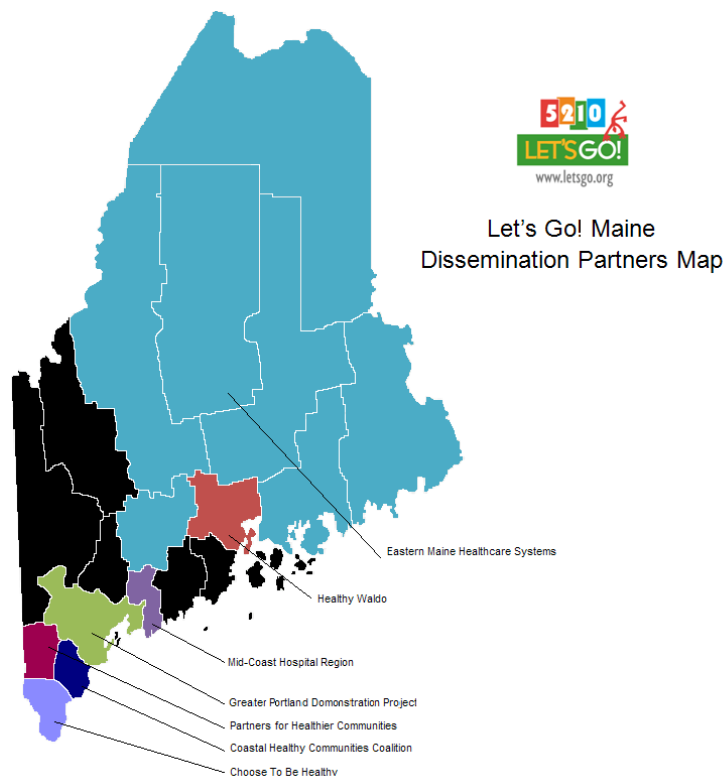 5210
LET'S GO!
www.letsgo.org
Let's Go! Maine
Dissemination Partners Map
Eastern Maine Healthcare Systems
Healthy Waldo
Mid-Coast Hospital Region
Greater Portland Domonstration Project
Partners for Healthier Communities
Coastal Healthy Communities Coalition
Choose To Be Healthy